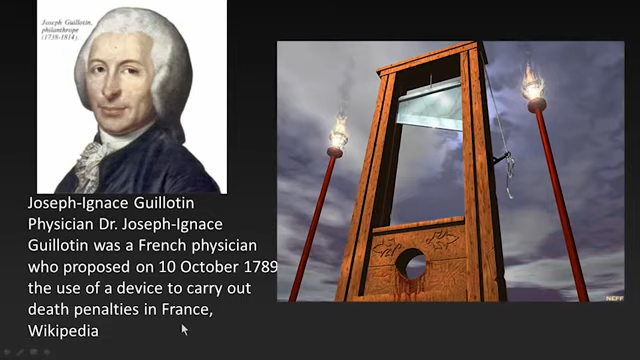 Joseph Guillotin,
philanthrope
(1738-1814).
Joseph-Ignace Guillotin
Physician Dr. Joseph-Ignace
Guillotin was a French physician
who proposed on 10 October 1789
the use of a device to carry out
death penalties in France,
Wikipedia
NEFF